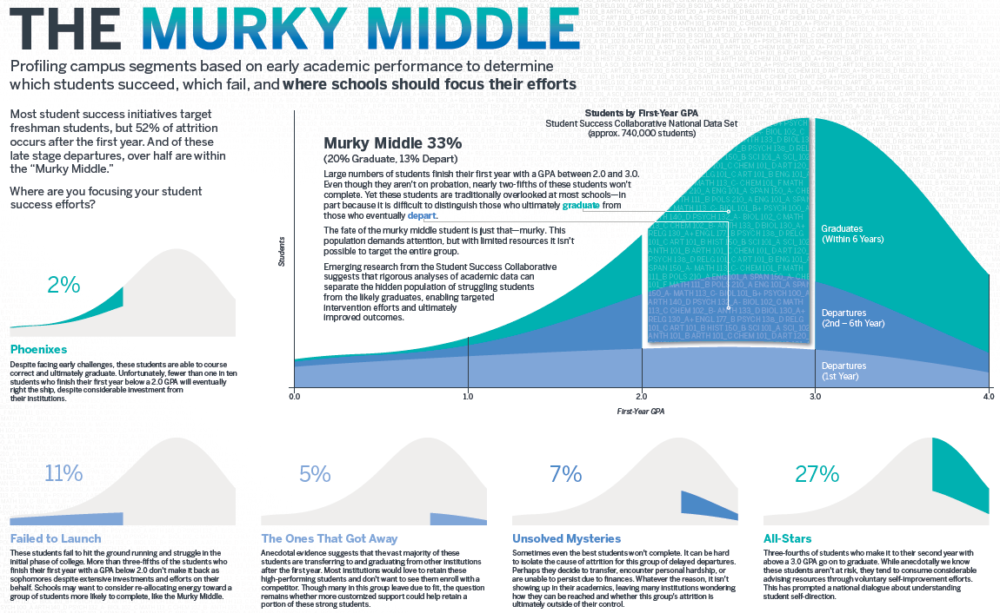 THE MURKY MIDDLE
Profiling campus segments based on early academic performance to determine
which students succeed, which fail, and where schools should focus their efforts
Most student success initiatives target
freshman students, but 52% of attrition
occurs after the first year. And of these
late stage departures, over half are within
the “Murky Middle.”
Where are you focusing your student
success efforts?
Students by First-Year GPA
Student Success Collaborative National Data Set
(approx. 740,000 students)
Murky Middle 33%
(20% Graduate, 13% Depart)
Large numbers of students finish their first year with a GPA between 2.0 and 3.0.
Even though they aren’t on probation, nearly two-fifths of these students won’t
complete. Yet these students are traditionally overlooked at most schools—in
part because it is difficult to distinguish those who ultimately graduate from
those who eventually depart.
The fate of the murky middle student is just that—murky. This
population demands attention, but with limited resources it isn’t
possible to target the entire group.
Emerging research from the Student Success Collaborative
suggests that rigorous analyses of academic data can
separate the hidden population of struggling students
from the likely graduates, enabling targeted
intervention efforts and ultimately
improved outcomes.
Students
Graduates
(Within 6 Years)
Departures
(2nd – 6th Year)
Departures
(1st Year)
0.0
1.0
2.0
3.0
4.0
First-Year GPA
2%
Phoenixes
Despite facing early challenges, these students are able to course
correct and ultimately graduate. Unfortunately, fewer than one in ten
students who finish their first year below a 2.0 GPA will eventually
right the ship, despite considerable investment from
their institutions.
11%
Failed to Launch
These students fail to hit the ground running and struggle in the
initial phase of college. More than three-fifths of the students who
finish their first year with a GPA below 2.0 don’t make it back as
sophomores despite extensive investments and efforts on their
behalf. Schools may want to consider re-allocating energy toward a
group of students more likely to complete, like the Murky Middle.
5%
The Ones That Got Away
Anecdotal evidence suggests that the vast majority of these
students are transferring to and graduating from other institutions
after the first year. Most institutions would love to retain these
high-performing students and don’t want to see them enroll with a
competitor. Though many in this group leave due to fit, the question
remains whether more customized support could help retain a
portion of these strong students.
7%
Unsolved Mysteries
Sometimes even the best students won’t complete. It can be hard
to isolate the cause of attrition for this group of delayed departures.
Perhaps they decide to transfer, encounter personal hardship, or
are unable to persist due to finances. Whatever the reason, it isn’t
showing up in their academics, leaving many institutions wondering
how they can be reached and whether this group’s attrition is
ultimately outside of their control.
27%
All-Stars
Three-fourths of students who make it to their second year with
above a 3.0 GPA go on to graduate. While anecdotally we know
these students aren’t at risk, they tend to consume considerable
advising resources through voluntary self-improvement efforts.
This has prompted a national dialogue about understanding
student self-direction.